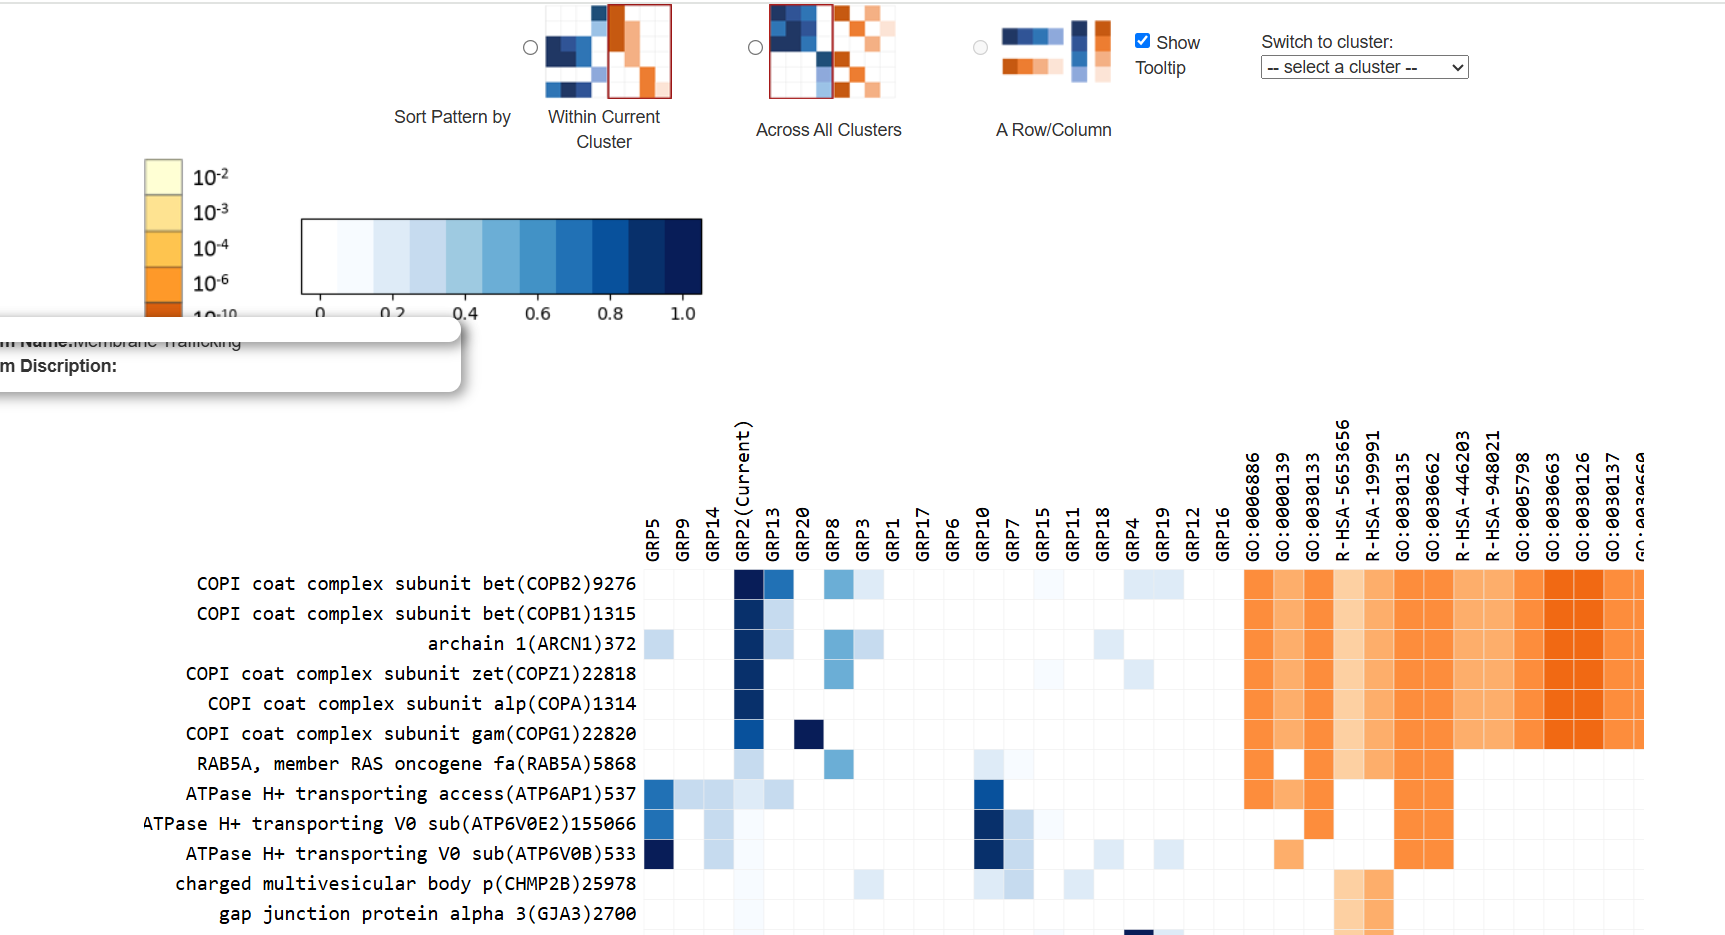 Show
Tooltip
Switch to cluster:
-- select a cluster --
Sort Pattern by
Within Current
Cluster
Across All Clusters
A Row/Column
10-2
10-3
10-4
10-6
10-10
0 0.2 0.4 0.6 0.8 1.0
m Name:Membrane Trafficking
m Discription:
GRP5
GRP9
GRP14
GRP2(Current)
GRP13
GRP20
GRP8
GRP3
GRP1
GRP17
GRP6
GRP10
GRP7
GRP15
GRP11
GRP18
GRP4
GRP19
GRP12
GRP16
GO:0006886
GO:0000139
GO:0030133
R-HSA-5653656
R-HSA-199991
GO:0030135
GO:0030662
R-HSA-446203
R-HSA-948021
GO:0005798
GO:0030663
GO:0030126
GO:0030137
GO:0030660
COPI coat complex subunit bet(COPB2)9276
COPI coat complex subunit bet(COPB1)1315
archain 1(ARCN1)372
COPI coat complex subunit zet(COPZ1)22818
COPI coat complex subunit alp(COPA)1314
COPI coat complex subunit gam(COPG1)22820
RAB5A, member RAS oncogene fa(RAB5A)5868
ATPase H+ transporting access(ATP6AP1)537
ATPase H+ transporting V0 sub(ATP6V0E2)155066
ATPase H+ transporting V0 sub(ATP6V0B)533
charged multivesicular body p(CHMP2B)25978
gap junction protein alpha 3(GJA3)2700